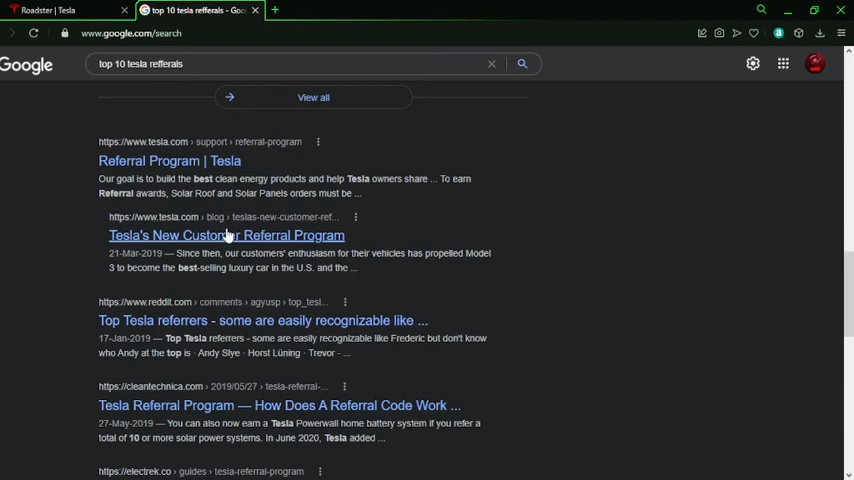 Roadster | Tesla
top 10 tesla refferals - Goo
www.google.com/search
Google
top 10 tesla refferals
View all
https://www.tesla.com › support › referral-program
Referral Program | Tesla
Our goal is to build the best clean energy products and help Tesla owners share ... To earn
Referral awards, Solar Roof and Solar Panels orders must be ...
https://www.tesla.com › blog › teslas-new-customer-ref...
Tesla's New Customer Referral Program
21-Mar-2019 — Since then, our customers' enthusiasm for their vehicles has propelled Model
3 to become the best-selling luxury car in the U.S. and the ...
https://www.reddit.com › comments › agyusp › top_tesl...
Top Tesla referrers - some are easily recognizable like ...
17-Jan-2019 — Top Tesla referrers - some are easily recognizable like Frederic but don't know
who Andy at the top is · Andy Slye · Horst Lüning · Trevor - ...
https://cleantechnica.com › 2019/05/27 › tesla-referral-...
Tesla Referral Program — How Does A Referral Code Work ...
27-May-2019 — You can also now earn a Tesla Powerwall home battery system if you refer a
total of 10 or more solar power systems. In June 2020, Tesla added ...
https://electrek.co › guides › tesla-referral-program